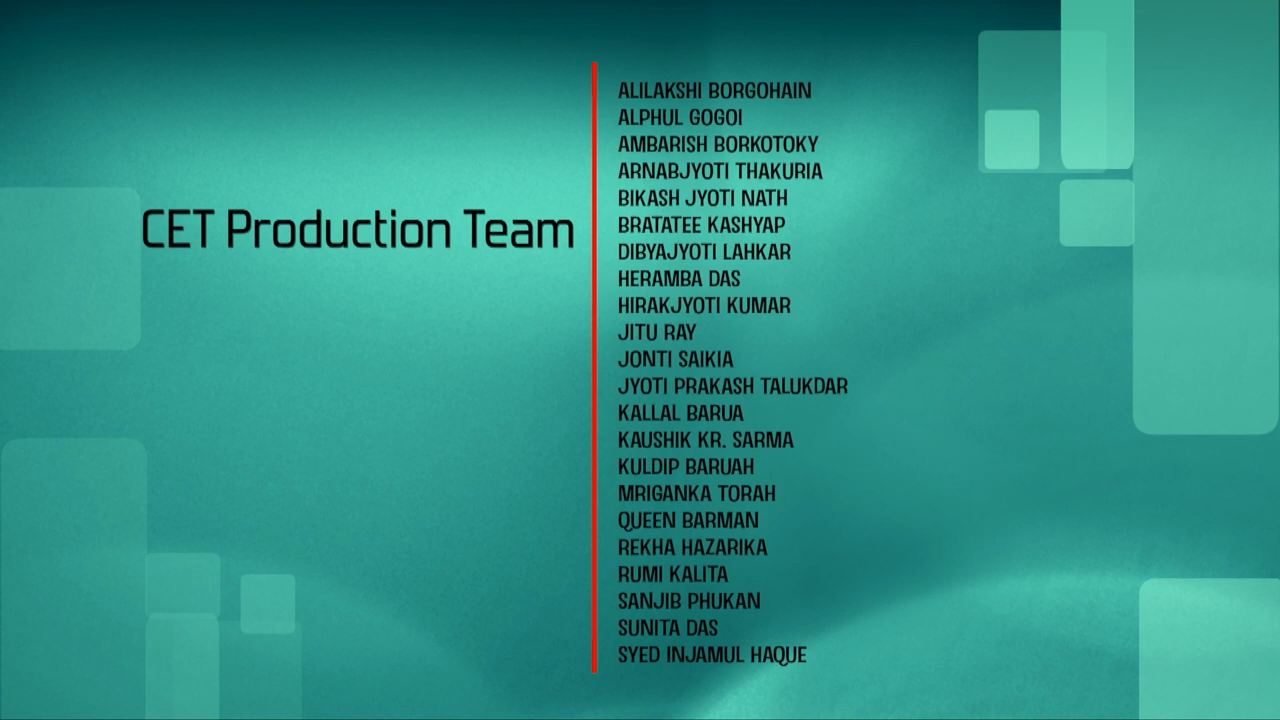 CET Production Team
ALILAKSHI BORGOHAIN
ALPHUL GOGOI
AMBARISH BORKOTOKY
ARNABJYOTI THAKURIA
BIKASH JYOTI NATH
BRATATEE KASHYAP
DIBYAJYOTI LAHKAR
HERAMBA DAS
HIRAKJYOTI KUMAR
JITU RAY
JONTI SAIKIA
JYOTI PRAKASH TALUKDAR
KALLAL BARUA
KAUSHIK KR. SARMA
KULDIP BARUAH
MRIGANKA TORAH
QUEEN BARMAN
REKHA HAZARIKA
RUMI KALITA
SANJIB PHUKAN
SUNITA DAS
SYED INJAMUL HAQUE